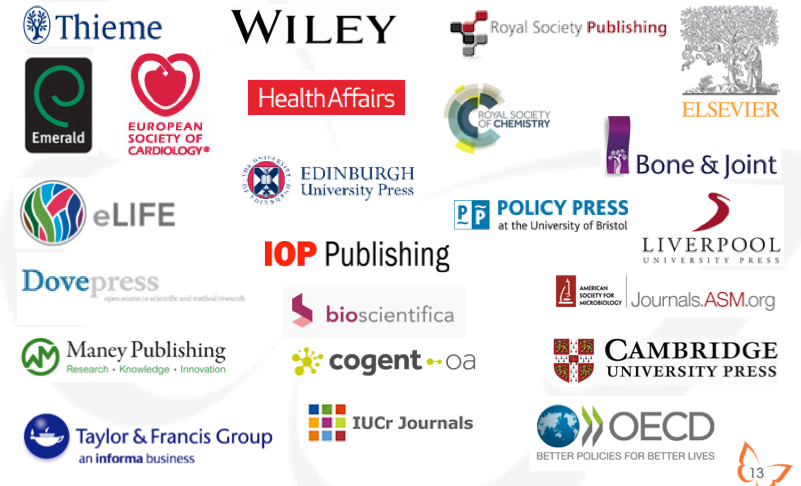 Thieme
WILEY
Royal Society Publishing
ELSEVIER
Emerald
EUROPEAN
SOCIETY OF
CARDIOLOGY®
HealthAffairs
ROYAL SOCIETY
OF CHEMISTRY
Bone & Joint
THE UNIVERSITY OF EDINBURGH
EDINBURGH
University Press
eLIFE
PP
POLICY PRESS
at the University of Bristol
LIVERPOOL
UNIVERSITY PRESS
IOP Publishing
Dovepress
open access to scientific and medical research
AMERICAN
SOCIETY FOR
MICROBIOLOGY
Journals.ASM.org
bioscientifica
Maney Publishing
Research • Knowledge • Innovation
cogent oa
CAMBRIDGE
UNIVERSITY PRESS
Taylor & Francis Group
an informa business
IUCr Journals
OECD
BETTER POLICIES FOR BETTER LIVES
13